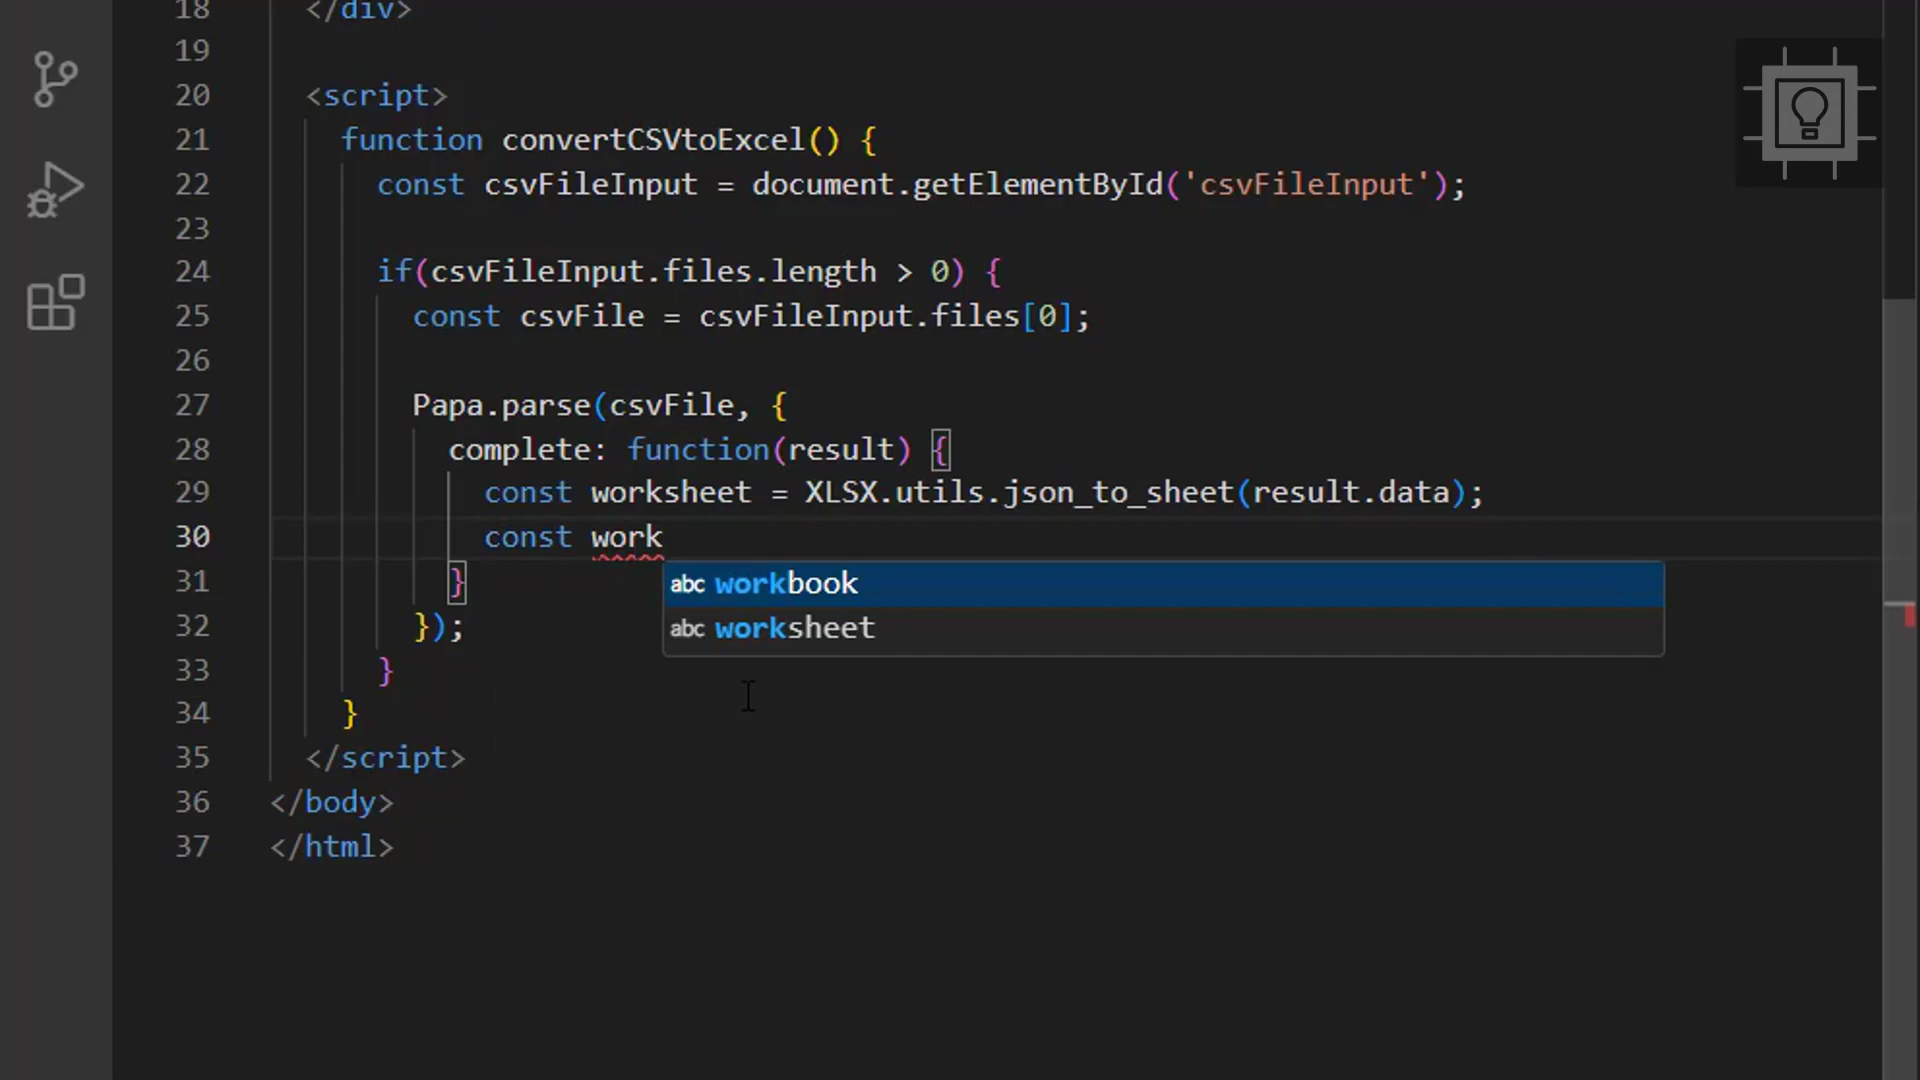 18 </div>
19
20 <script>
21 function convertCSVtoExcel() {
22 const csvFileInput = document.getElementById('csvFileInput');
23
24 if(csvFileInput.files.length > 0) {
25 const csvFile = csvFileInput.files[0];
26
27 Papa.parse(csvFile, {
28 complete: function(result) {
29 const worksheet = XLSX.utils.json_to_sheet(result.data);
30 const work
31 }
abc workbook
32 });
abc worksheet
33 }
34 }
35 </script>
36 </body>
37 </html>